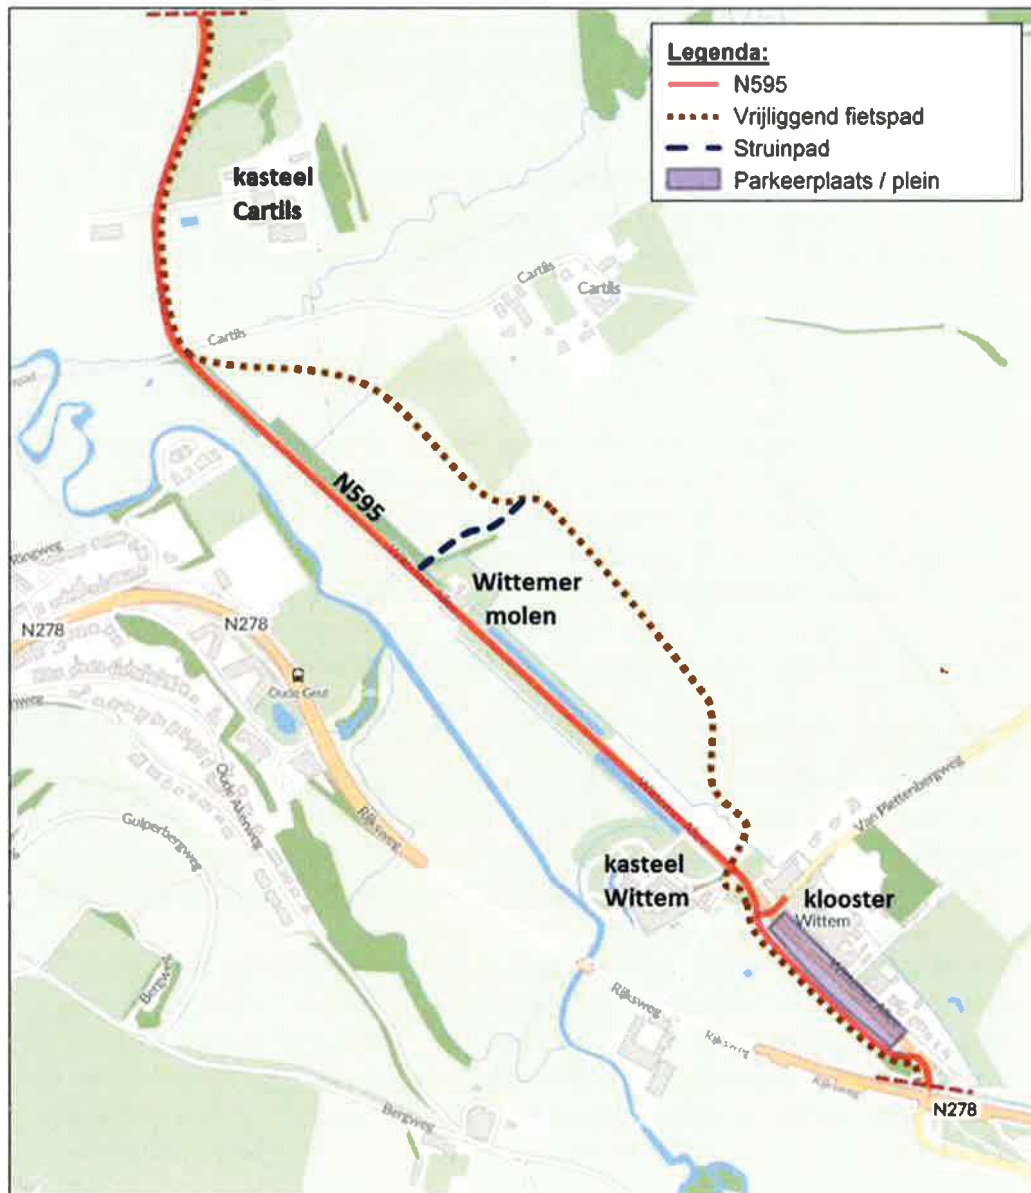 Legenda:
N595
Vrijliggend fietspad
Struinpad
Parkeerplaats / plein
kasteel
Cartils
Cartils
Cartils
Cartils
N595
Ringweg
N278
N278
Wittemer
molen
Oude Geul
Oude Akerweg
Rijksweg
Gulperbergweg
Van Plettenbergweg
kasteel
Wittem
klooster
Wittem
Bergweg
Rijksweg
Rijksweg
Rijksweg
N278
Bergweg